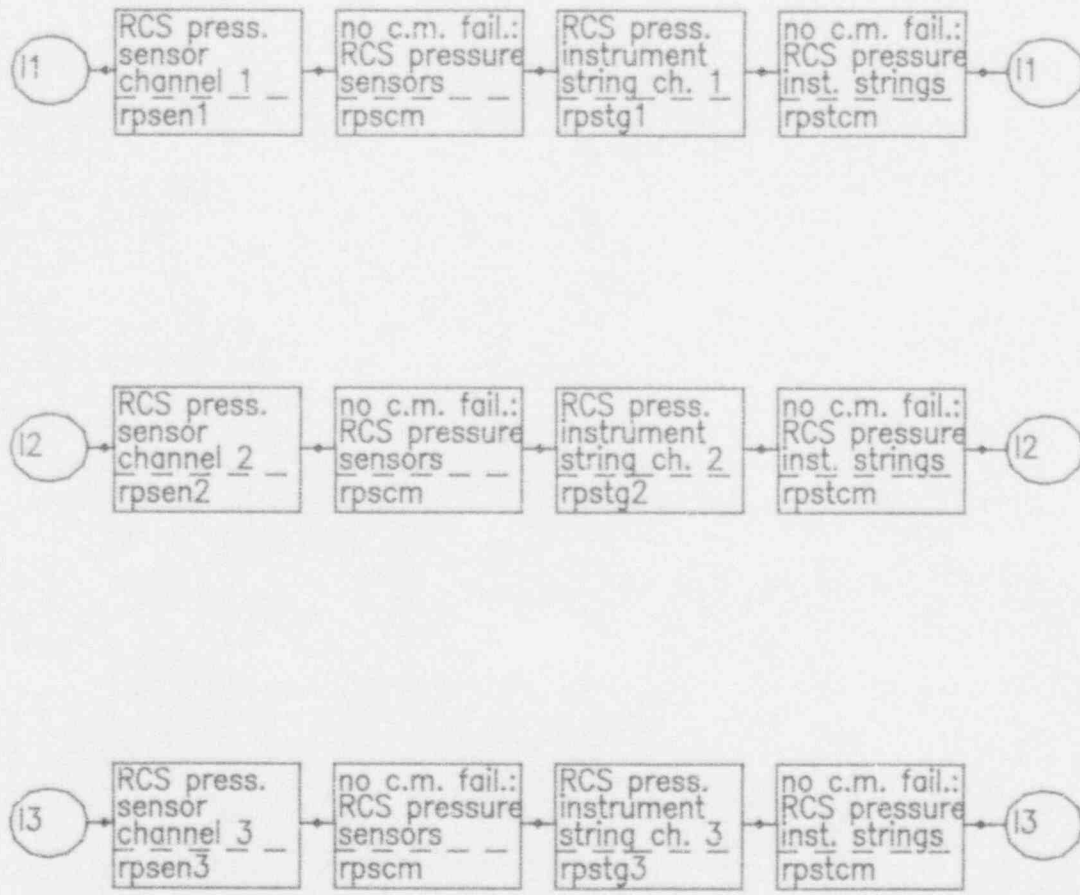 I1
RCS press.
sensor
channel 1
rpsen1
no c.m. fail.:
RCS pressure
sensors
rpscm
RCS press.
instrument
string ch. 1
rpstg1
no c.m. fail.:
RCS pressure
inst. strings
rpstcm
I1
I2
RCS press.
sensor
channel 2
rpsen2
no c.m. fail.:
RCS pressure
sensors
rpscm
RCS press.
instrument
string ch. 2
rpstg2
no c.m. fail.:
RCS pressure
inst. strings
rpstcm
I2
I3
RCS press.
sensor
channel 3
rpsen3
no c.m. fail.:
RCS pressure
sensors
rpscm
RCS press.
instrument
string ch. 3
rpstg3
no c.m. fail.:
RCS pressure
inst. strings
rpstcm
I3